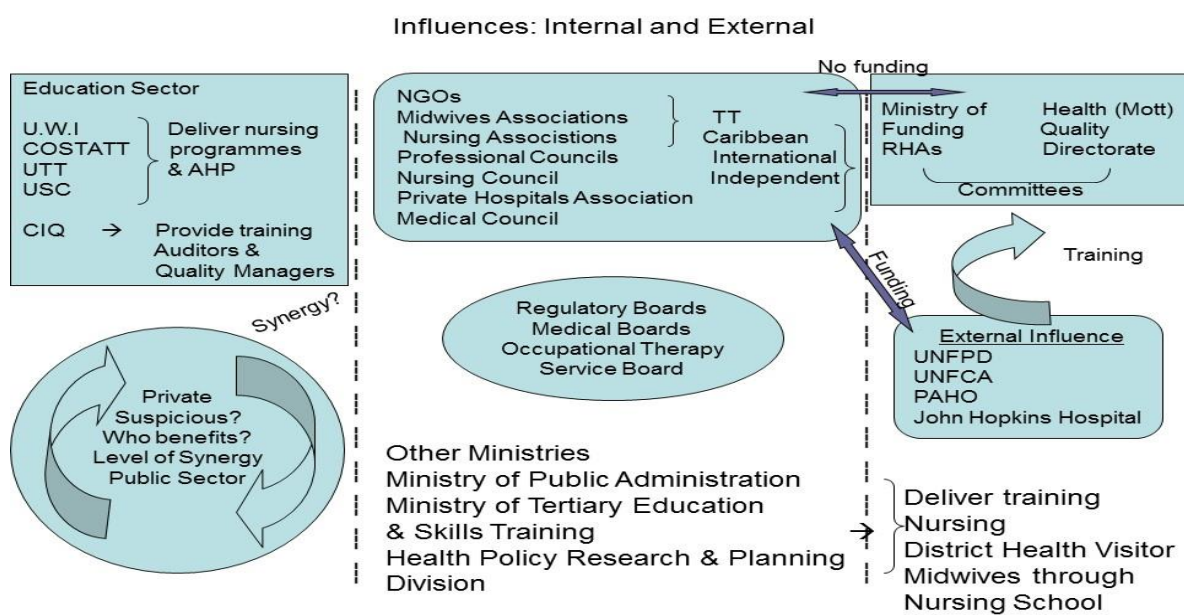 Influences: Internal and External
Education Sector
U.W.I
COSTATT
UTT
USC
Deliver nursing
programmes
& AHP
CIQ → Provide training
Auditors &
Quality Managers
Synergy?
Private
Suspicious?
Who benefits?
Level of Synergy
Public Sector
NGOs
Midwives Associations
Nursing Associstions
Professional Councils
Nursing Council
Private Hospitals Association
Medical Council
TT
Caribbean
International
Independent
No funding
Ministry of
Funding
RHAs
Health (Mott)
Quality
Directorate
Committees
Funding
Training
Regulatory Boards
Medical Boards
Occupational Therapy
Service Board
External Influence
UNFPD
UNFCA
PAHO
John Hopkins Hospital
Other Ministries
Ministry of Public Administration
Ministry of Tertiary Education
& Skills Training →
Health Policy Research & Planning
Division
Deliver training
Nursing
District Health Visitor
Midwives through
Nursing School